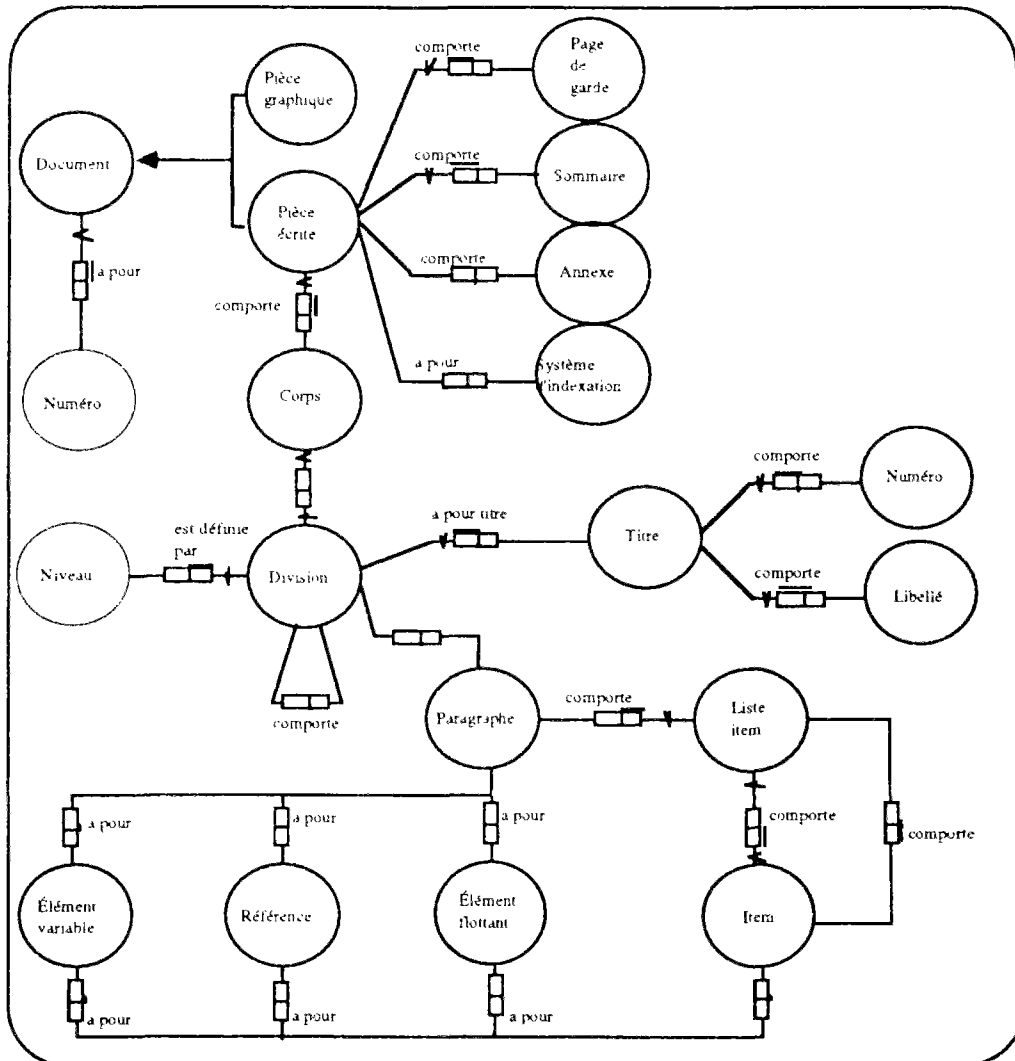 comporte
Page
de
garde
Pièce
graphique
Document
comporte
Sommaire
Pièce
écrite
comporte
Annexe
a pour
comporte
a pour
Système
d'indexation
Numéro
Corps
comporte
Numéro
a pour titre
Titre
est définie
par
Niveau
Division
comporte
Libellé
comporte
Paragraphe
comporte
Liste
item
a pour
a pour
a pour
comporte
comporte
Élément
variable
Référence
Élément
flottant
Item
a pour
a pour
a pour